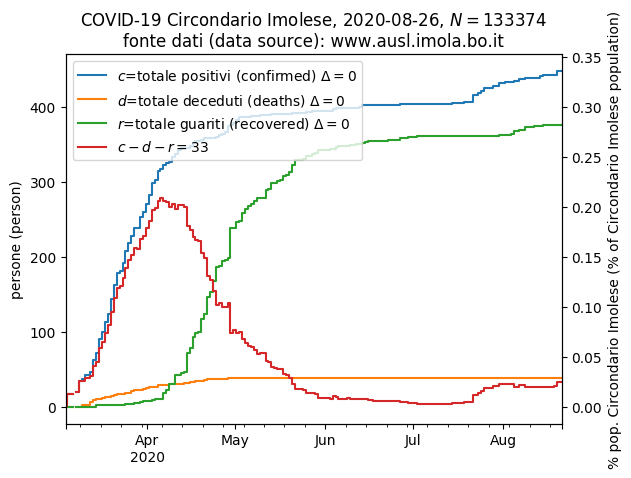 COVID-19 Circondario Imolese, 2020-08-26, N = 133374
fonte dati (data source): www.ausl.imola.bo.it
c=totale positivi (confirmed) Δ = 0
d=totale deceduti (deaths) Δ = 0
r=totale guariti (recovered) Δ = 0
c − d − r = 33
persone (person)
400
300
200
100
0
0.35
0.30
0.25
0.20
0.15
0.10
0.05
0.00
% pop. Circondario Imolese (% of Circondario Imolese population)
Apr May Jun Jul Aug
2020